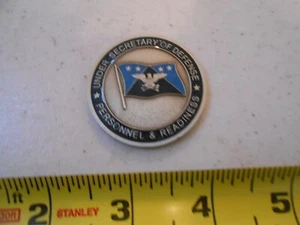 UNDER SECRETARY OF DEFENSE
PERSONNEL & READINESS
2 STANLEY 3 4 5